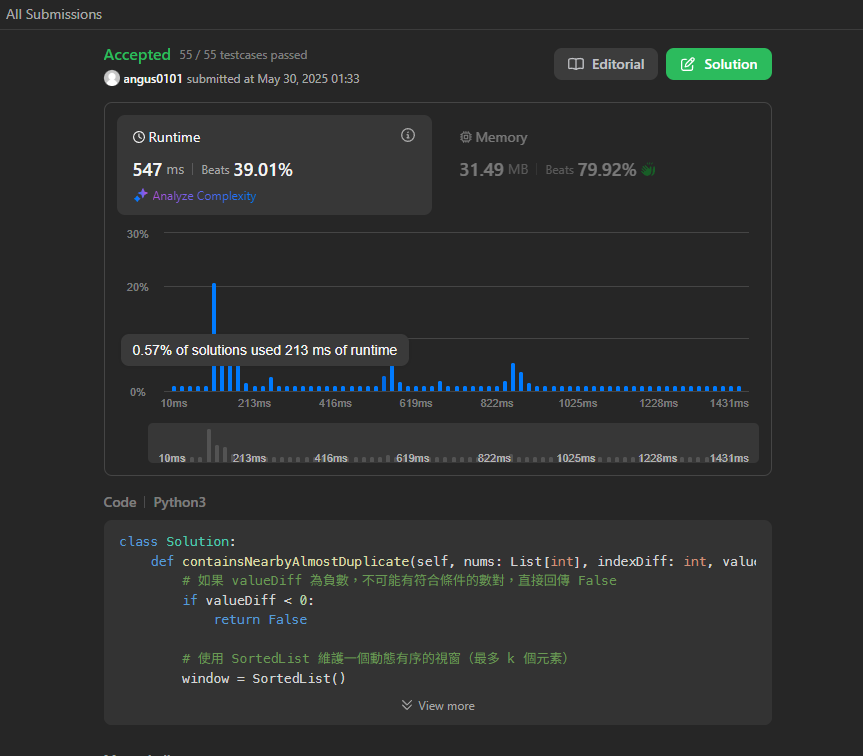 All Submissions
Accepted 55 / 55 testcases passed
angus0101 submitted at May 30, 2025 01:33
Editorial
Solution
Runtime
547 ms | Beats 39.01%
Analyze Complexity
Memory
31.49 MB | Beats 79.92%
30%
20%
0.57% of solutions used 213 ms of runtime
0%
10ms 213ms 416ms 619ms 822ms 1025ms 1228ms 1431ms
10ms 213ms 416ms 619ms 822ms 1025ms 1228ms 1431ms
Code | Python3
class Solution:
    def containsNearbyAlmostDuplicate(self, nums: List[int], indexDiff: int, value
        # 如果 valueDiff 為負數，不可能有符合條件的數對，直接回傳 False
        if valueDiff < 0:
            return False
        # 使用 SortedList 維護一個動態有序的視窗（最多 k 個元素）
        window = SortedList()
View more